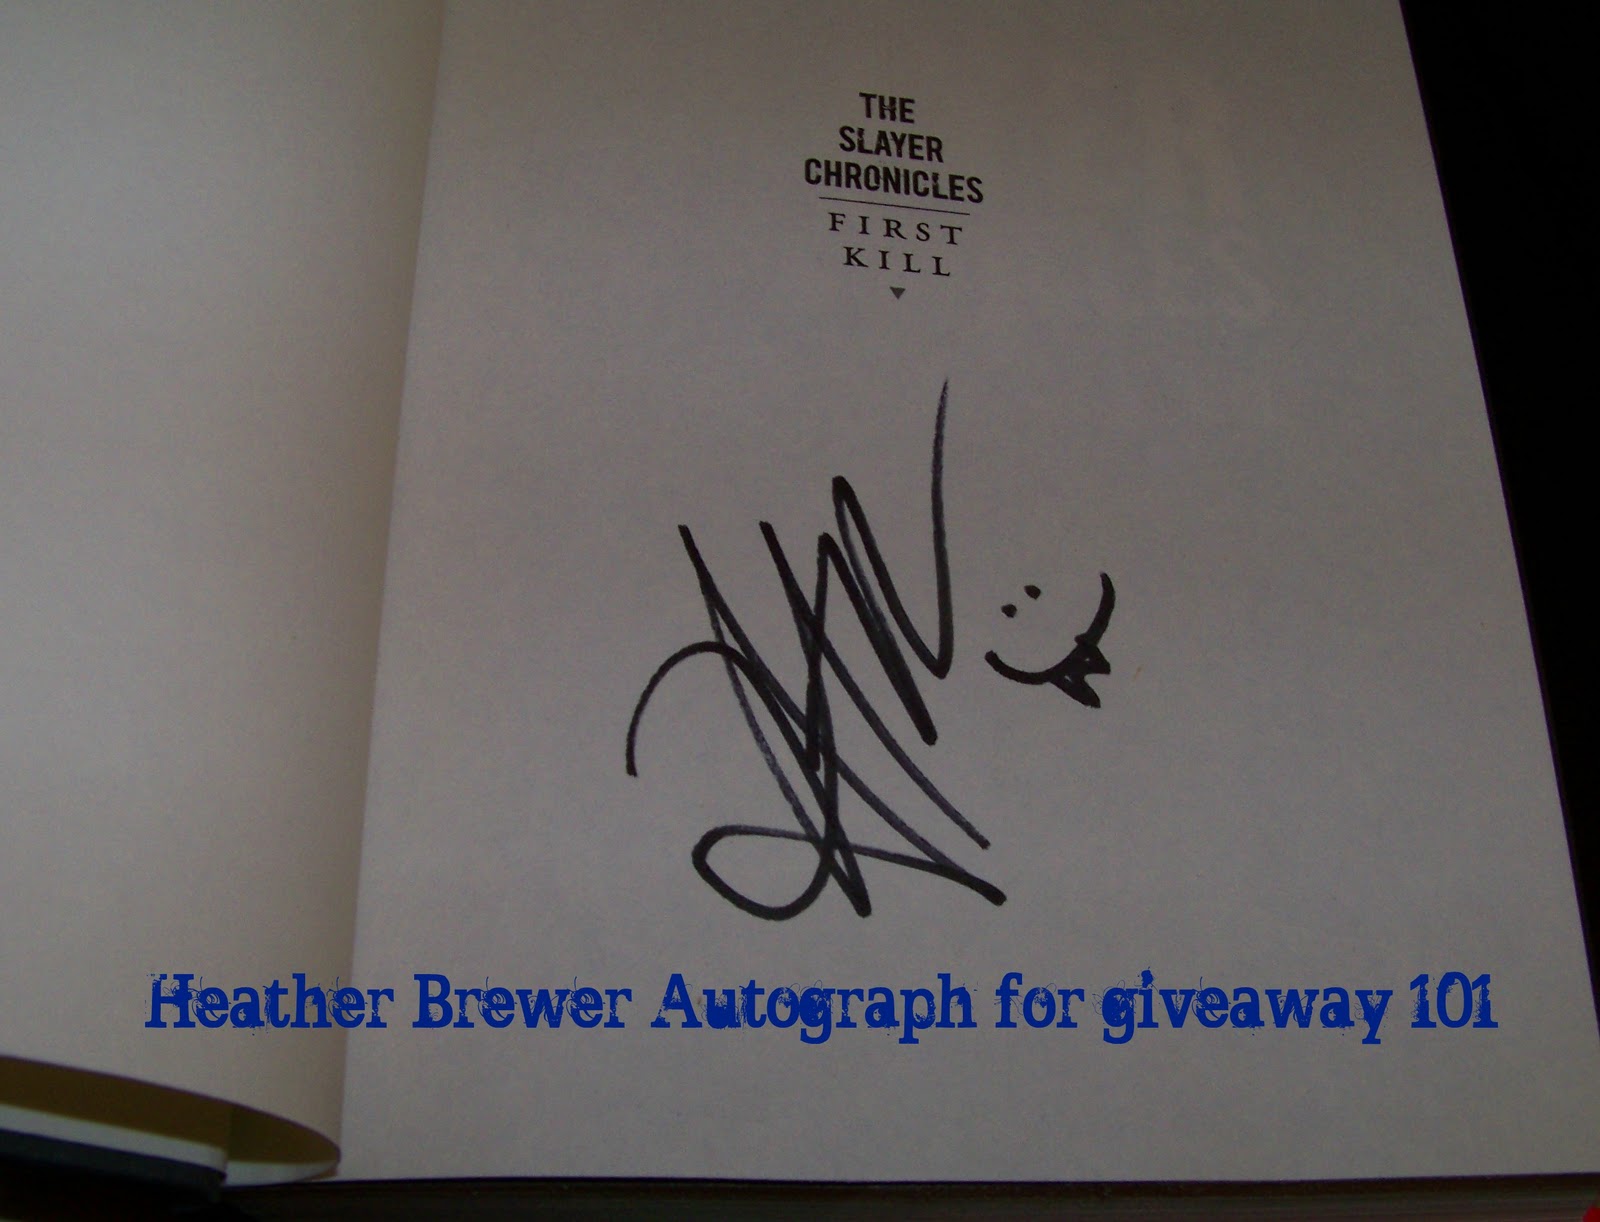 THE
SLAYER
CHRONICLES
FIRST
KILL
Heather Brewer Autograph for giveaway 101